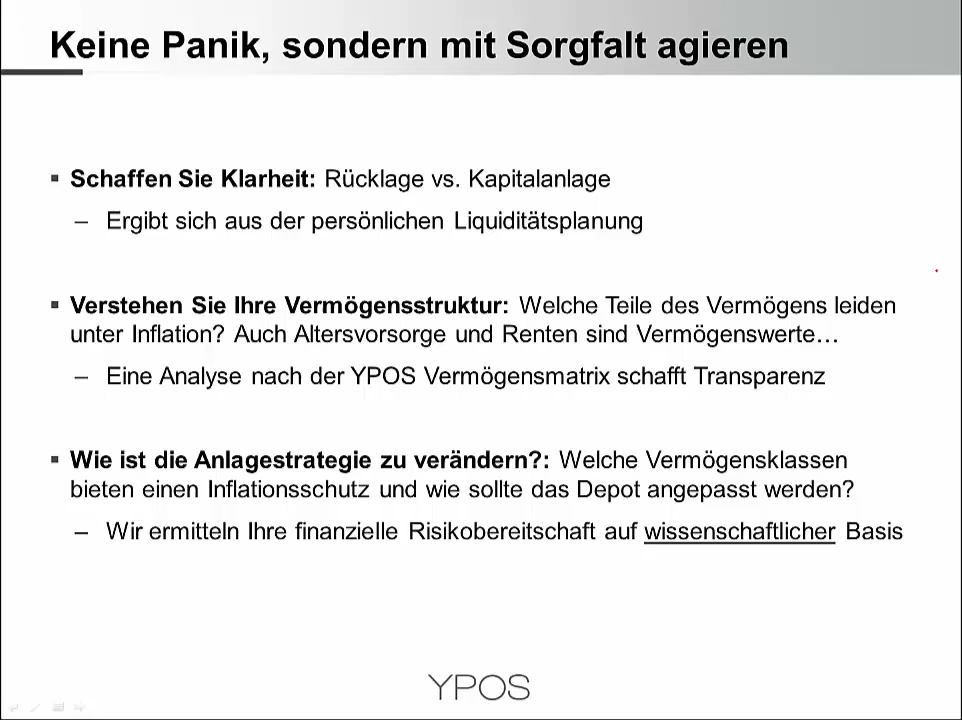 Keine Panik, sondern mit Sorgfalt agieren
▪ Schaffen Sie Klarheit: Rücklage vs. Kapitalanlage
– Ergibt sich aus der persönlichen Liquiditätsplanung
▪ Verstehen Sie Ihre Vermögensstruktur: Welche Teile des Vermögens leiden
unter Inflation? Auch Altersvorsorge und Renten sind Vermögenswerte…
– Eine Analyse nach der YPOS Vermögensmatrix schafft Transparenz
▪ Wie ist die Anlagestrategie zu verändern?: Welche Vermögensklassen
bieten einen Inflationsschutz und wie sollte das Depot angepasst werden?
– Wir ermitteln Ihre finanzielle Risikobereitschaft auf wissenschaftlicher Basis
YPOS